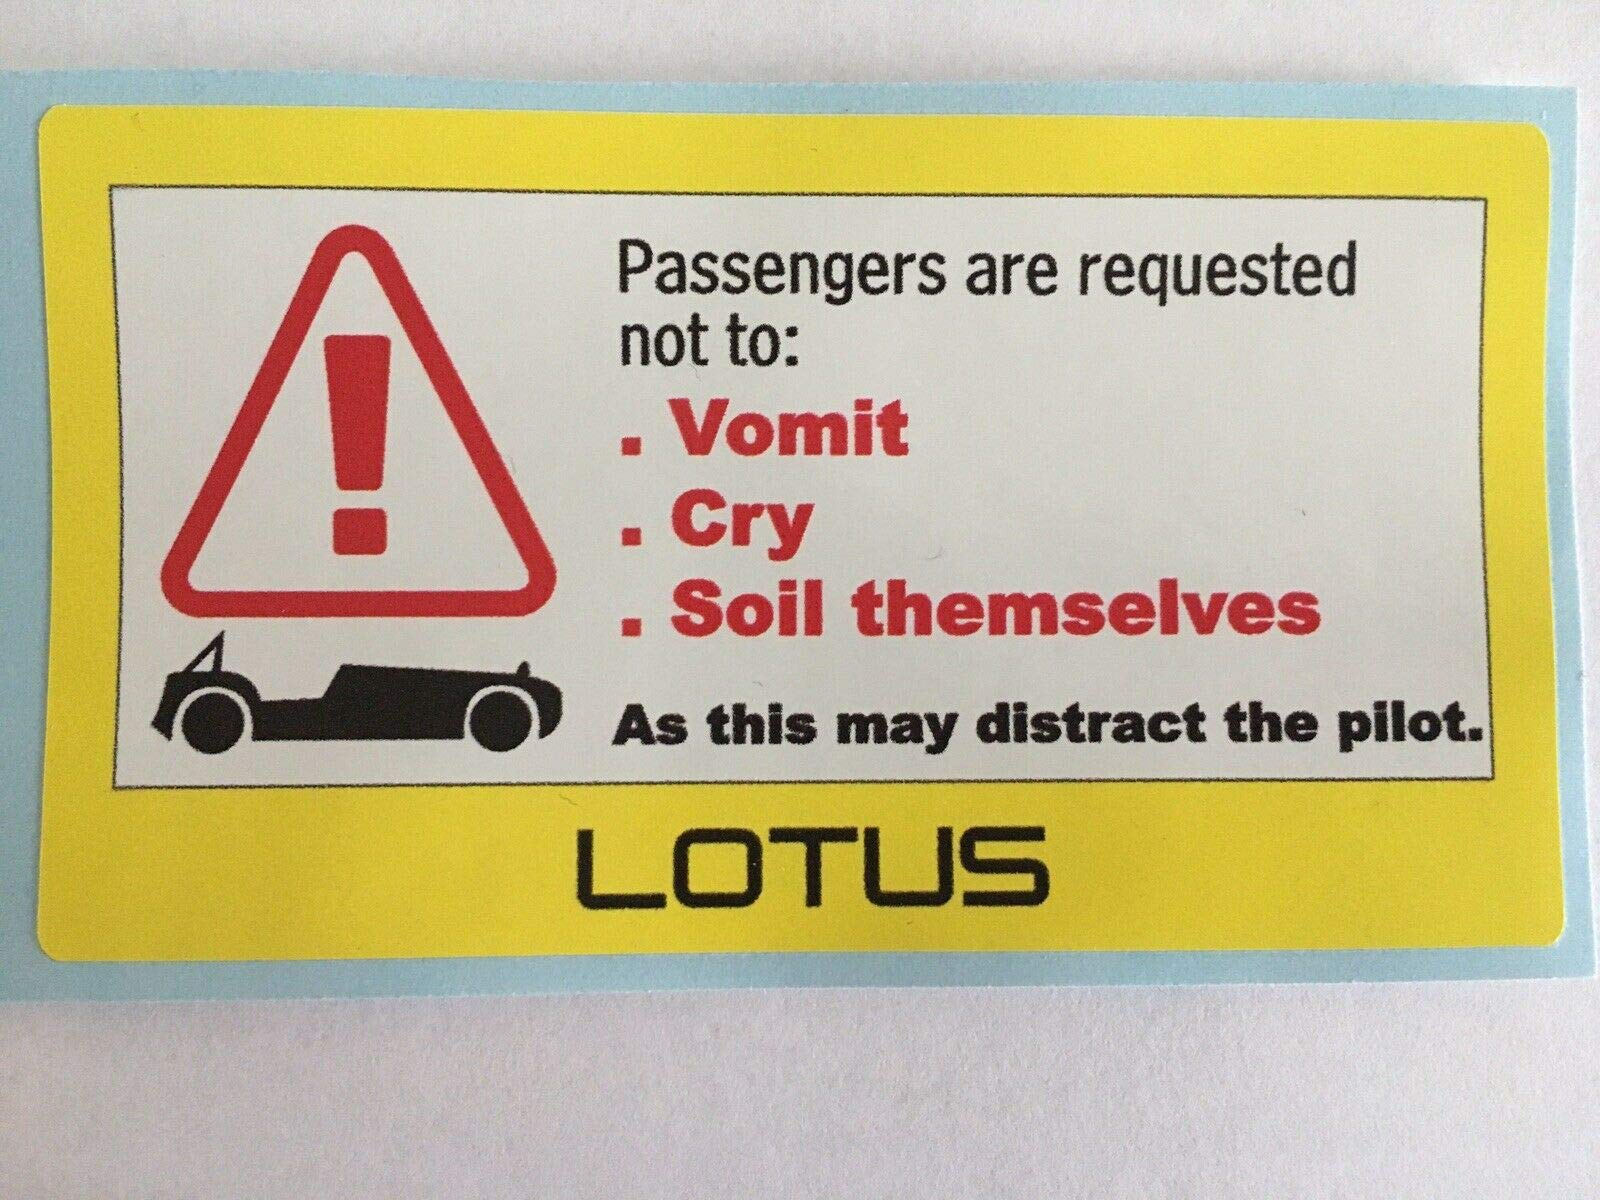 Passengers are requested
not to:
. Vomit
. Cry
. Soil themselves
As this may distract the pilot.
LOTUS